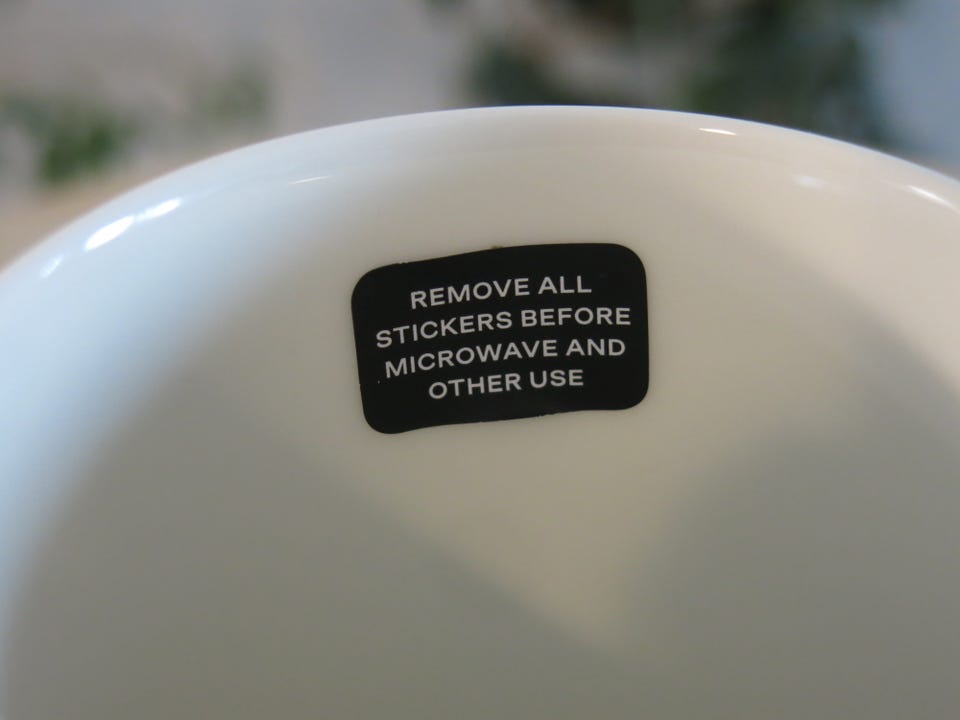 REMOVE ALL
STICKERS BEFORE
MICROWAVE AND
OTHER USE